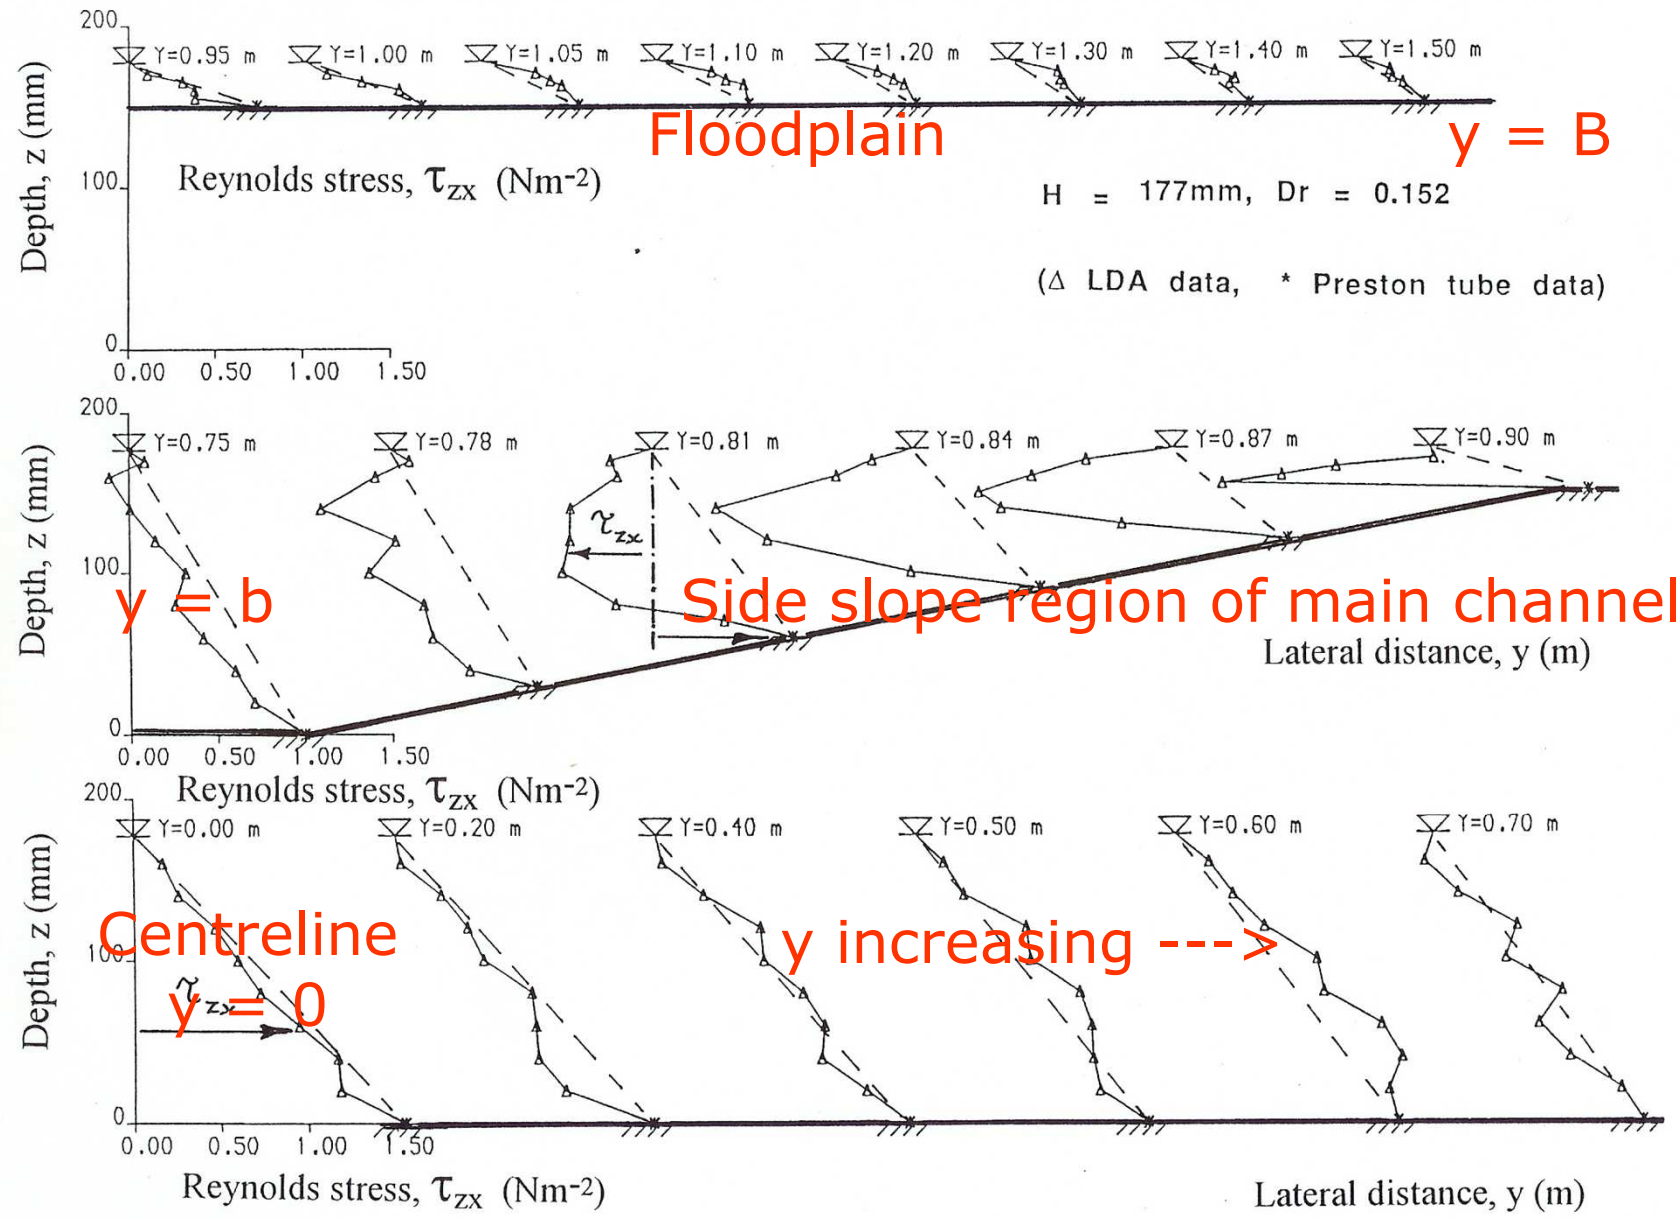 200
Y=0.95 m Y=1.00 m Y=1.05 m Y=1.10 m Y=1.20 m Y=1.30 m Y=1.40 m Y=1.50 m
Floodplain
y = B
Depth, z (mm)
100
Reynolds stress, τzx (Nm-2)
H = 177mm, Dr = 0.152
(Δ LDA data, * Preston tube data)
0
0.00 0.50 1.00 1.50
200
Y=0.75 m Y=0.78 m Y=0.81 m Y=0.84 m Y=0.87 m Y=0.90 m
τzx
Depth, z (mm)
100
y = b
Side slope region of main channel
Lateral distance, y (m)
0
0.00 0.50 1.00 1.50
Reynolds stress, τzx (Nm-2)
200
Y=0.00 m Y=0.20 m Y=0.40 m Y=0.50 m Y=0.60 m Y=0.70 m
Centreline
y increasing --->
Depth, z (mm)
100
τzx
y = 0
0
0.00 0.50 1.00 1.50
Reynolds stress, τzx (Nm-2)
Lateral distance, y (m)